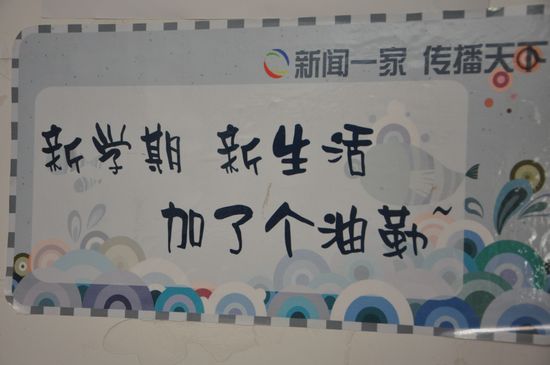 新闻一家 传播天下
新学期 新生活
加了个油勒~